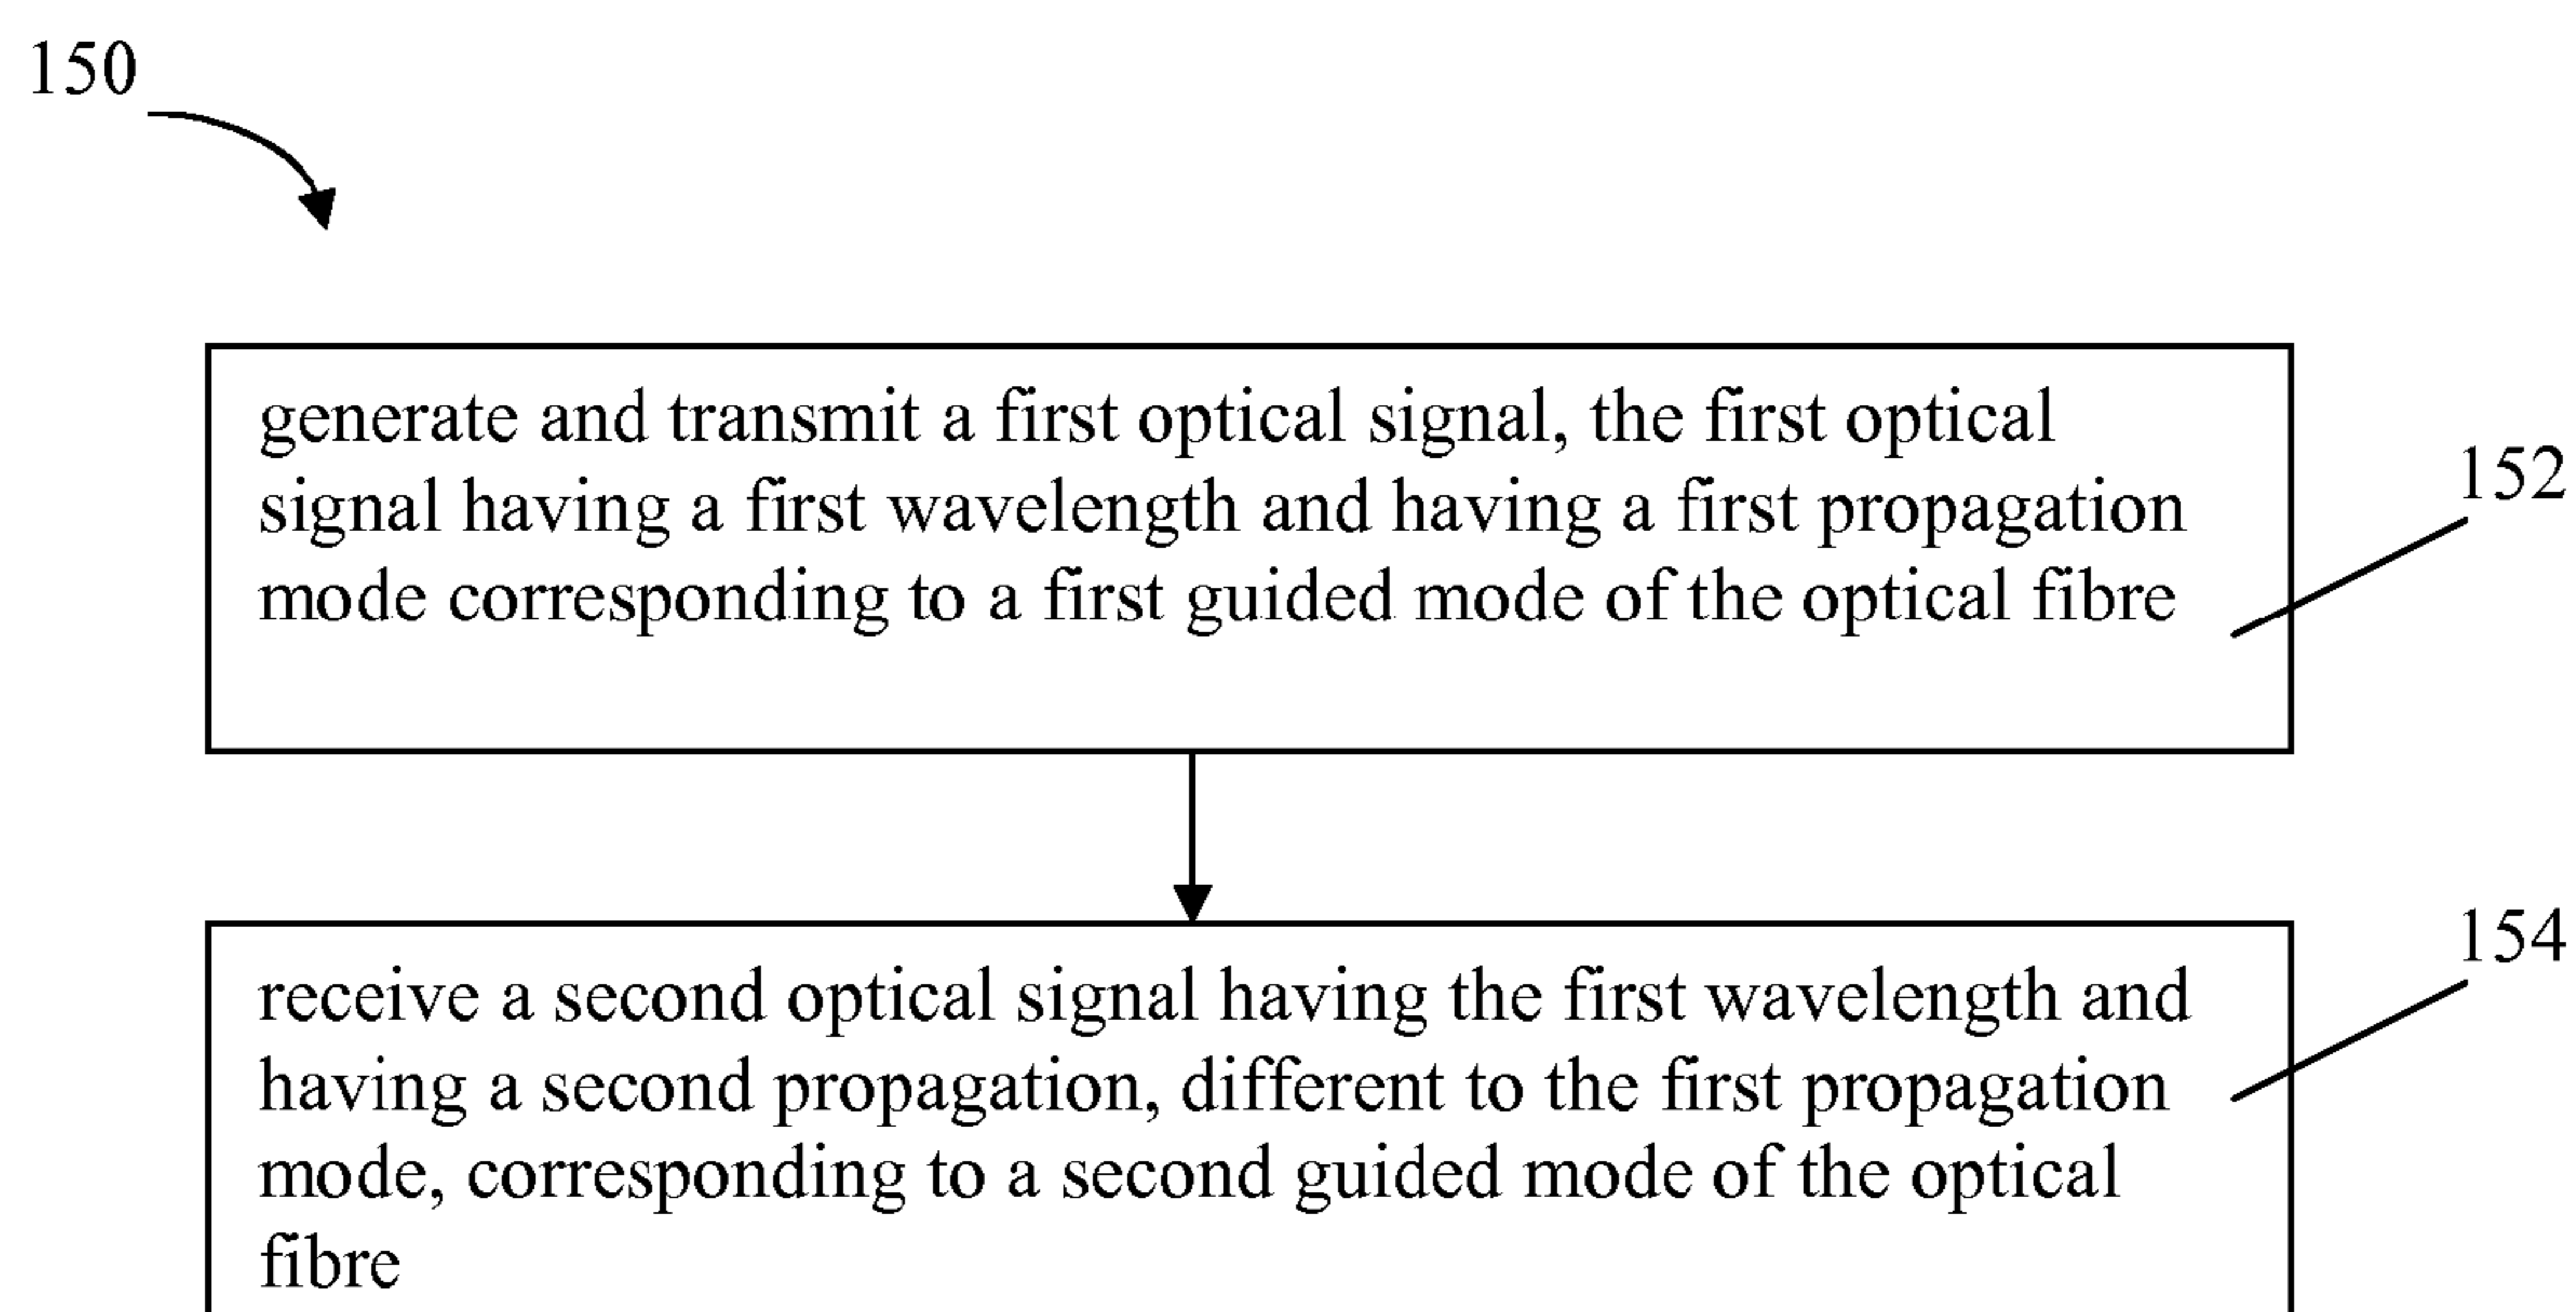 150
generate and transmit a first optical signal, the first optical
signal having a first wavelength and having a first propagation
mode corresponding to a first guided mode of the optical fibre
152
receive a second optical signal having the first wavelength and
having a second propagation, different to the first propagation
mode, corresponding to a second guided mode of the optical
fibre
154